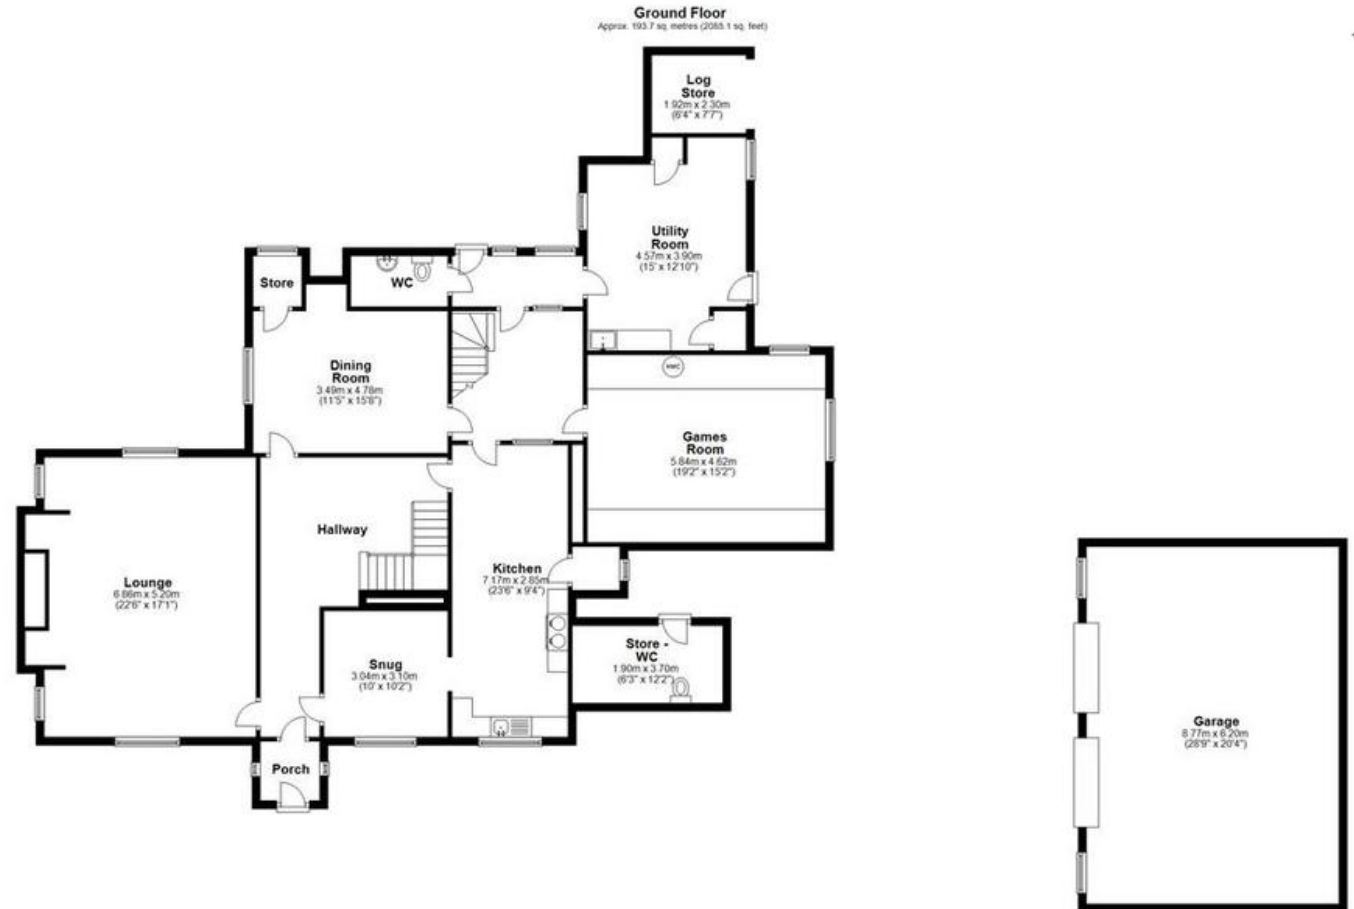 Ground Floor
Approx. 193.7 sq. metres (2085.1 sq. feet)
Log
Store
1.92m x 2.30m
(6'4" x 7'7")
Utility
Room
4.57m x 3.90m
(15' x 12'10")
Store
WC
Dining
Room
3.49m x 4.78m
(11'5" x 15'8")
HWC
Games
Room
5.84m x 4.62m
(19'2" x 15'2")
Hallway
Lounge
6.86m x 5.20m
(22'6" x 17'1")
Kitchen
7.17m x 2.85m
(23'6" x 9'4")
Snug
3.04m x 3.10m
(10' x 10'2")
Store -
WC
1.90m x 3.70m
(6'3" x 12'2")
Porch
Garage
8.77m x 6.20m
(28'9" x 20'4")